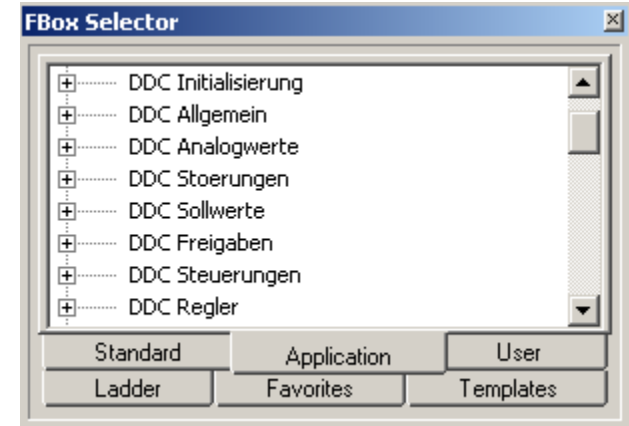 FBox Selector
DDC Initialisierung
DDC Allgemein
DDC Analogwerte
DDC Stoerungen
DDC Sollwerte
DDC Freigaben
DDC Steuerungen
DDC Regler
Standard Application User
Ladder Favorites Templates